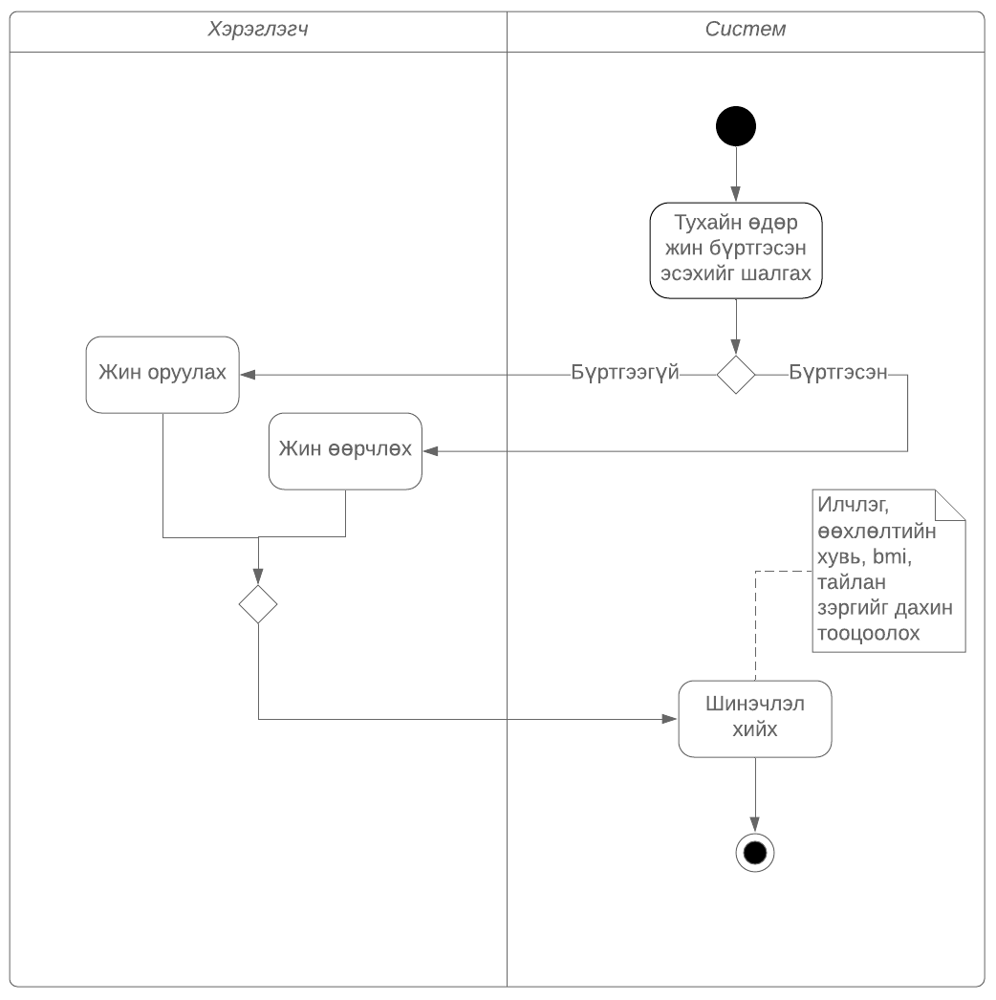 Хэрэглэгч
Систем
Тухайн өдөр
жин бүртгэсэн
эсэхийг шалгах
Жин оруулах
Бүртгээгүй
Бүртгэсэн
Жин өөрчлөх
Илчлэг,
өөхлөлтийн
хувь, bmi,
тайлан
зэргийг дахин
тооцоолох
Шинэчлэл
хийх